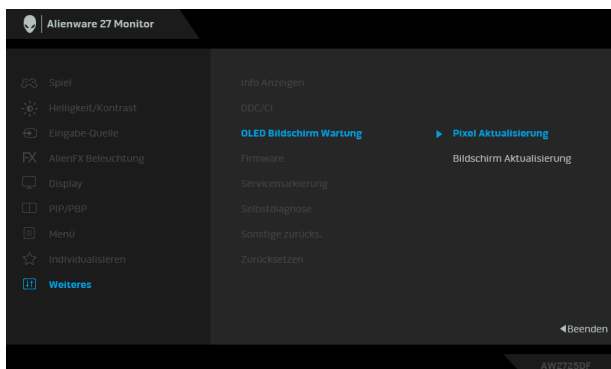 Alienware 27 Monitor
Spiel
Helligkeit/Kontrast
Eingabe-Quelle
FX AlienFX Beleuchtung
Display
PIP/PBP
Menü
Individualisieren
Weiteres
Info Anzeigen
DDC/CI
OLED Bildschirm Wartung
Firmware
Servicemarkierung
Selbstdiagnose
Sonstige zurücks.
Zurücksetzen
Pixel Aktualisierung
Bildschirm Aktualisierung
Beenden
AW2725DF